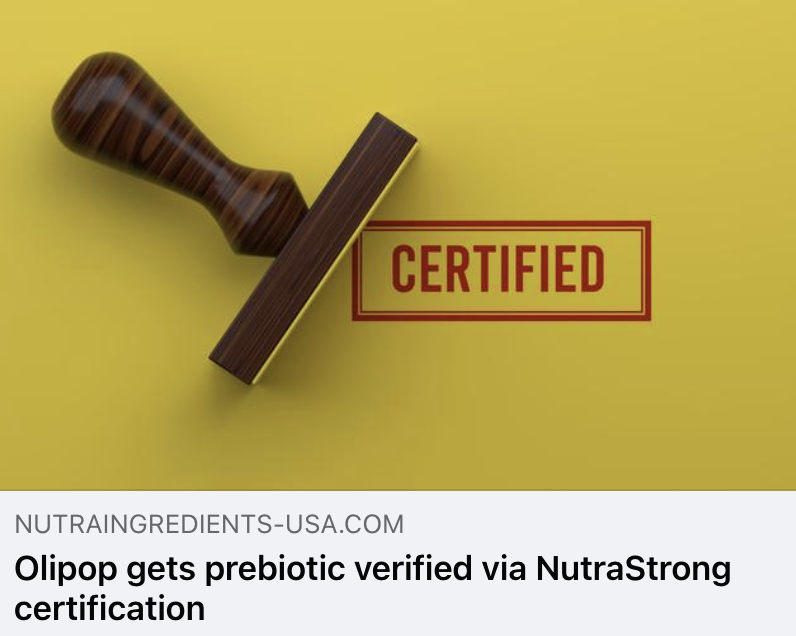 CERTIFIED
NUTRAINGREDIENTS-USA.COM
Olipop gets prebiotic verified via NutraStrong
certification